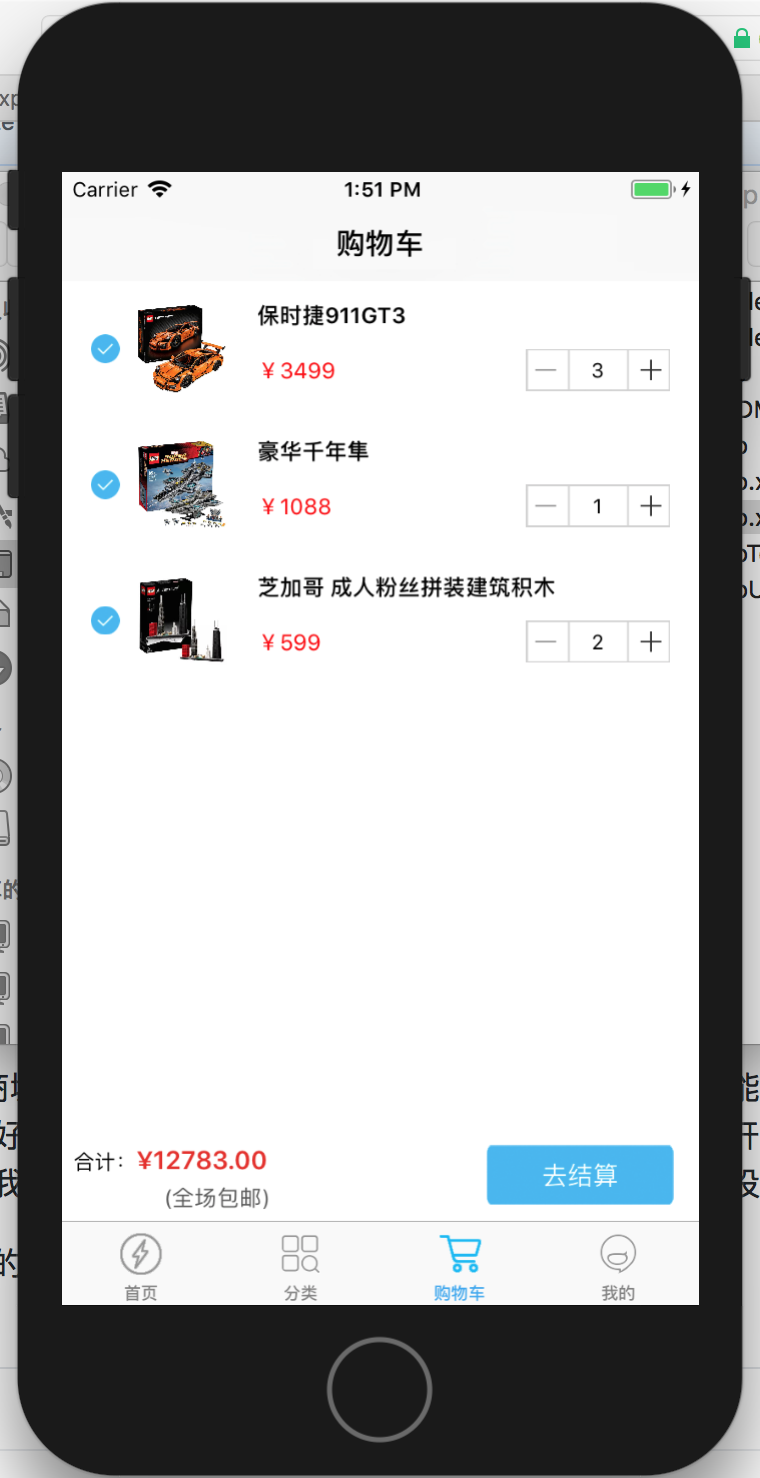 Carrier 1:51 PM
购物车
保时捷911GT3
¥ 3499
3
豪华千年隼
¥ 1088
1
芝加哥 成人粉丝拼装建筑积木
¥ 599
2
合计: ¥12783.00
去结算
(全场包邮)
首页 分类 购物车 我的